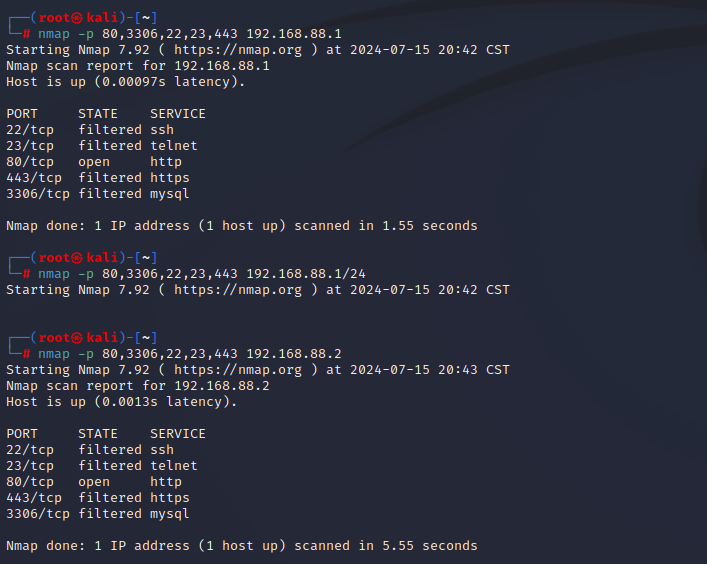 ┌──(root㉿kali)-[~]
└─# nmap -p 80,3306,22,23,443 192.168.88.1
Starting Nmap 7.92 ( https://nmap.org ) at 2024-07-15 20:42 CST
Nmap scan report for 192.168.88.1
Host is up (0.00097s latency).

PORT     STATE    SERVICE
22/tcp   filtered ssh
23/tcp   filtered telnet
80/tcp   open     http
443/tcp  filtered https
3306/tcp filtered mysql

Nmap done: 1 IP address (1 host up) scanned in 1.55 seconds

┌──(root㉿kali)-[~]
└─# nmap -p 80,3306,22,23,443 192.168.88.1/24
Starting Nmap 7.92 ( https://nmap.org ) at 2024-07-15 20:42 CST

┌──(root㉿kali)-[~]
└─# nmap -p 80,3306,22,23,443 192.168.88.2
Starting Nmap 7.92 ( https://nmap.org ) at 2024-07-15 20:43 CST
Nmap scan report for 192.168.88.2
Host is up (0.0013s latency).

PORT     STATE    SERVICE
22/tcp   filtered ssh
23/tcp   filtered telnet
80/tcp   open     http
443/tcp  filtered https
3306/tcp filtered mysql

Nmap done: 1 IP address (1 host up) scanned in 5.55 seconds